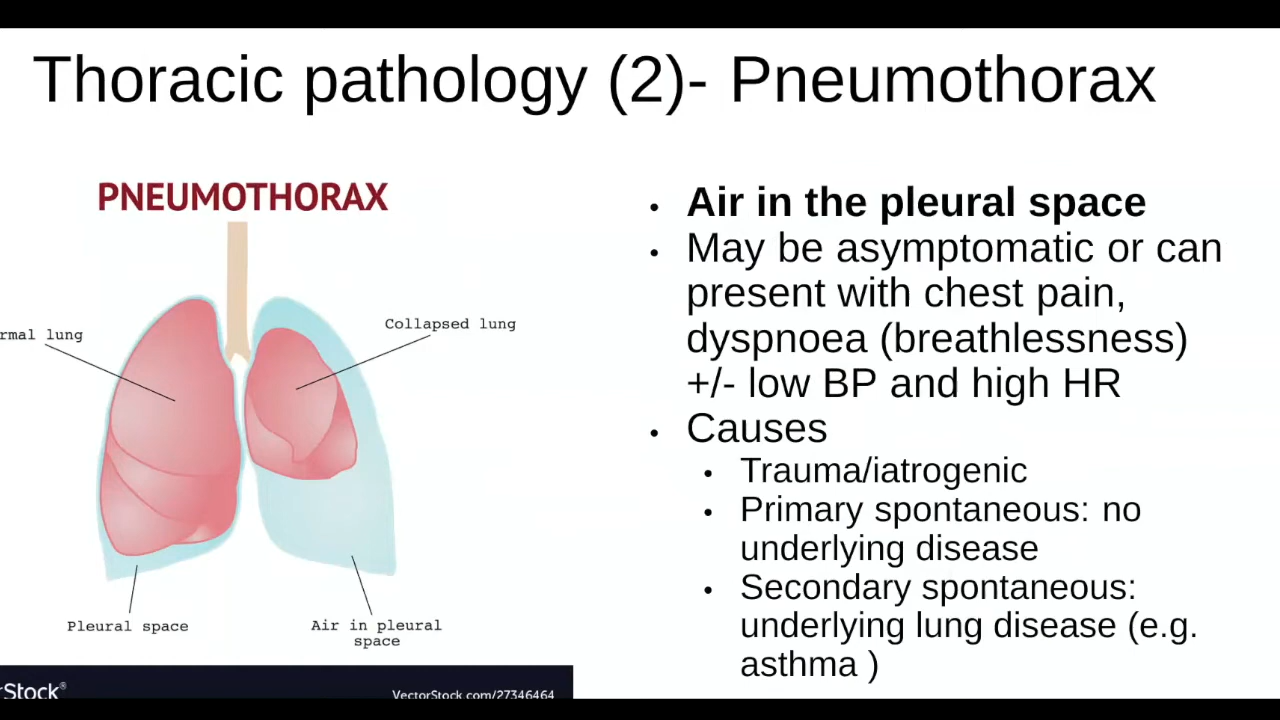 Thoracic pathology (2)- Pneumothorax
PNEUMOTHORAX
rmal lung
Collapsed lung
Pleural space
Air in pleural
space
rStock®
VectorStock.com/27346464
• Air in the pleural space
• May be asymptomatic or can
present with chest pain,
dyspnoea (breathlessness)
+/- low BP and high HR
• Causes
• Trauma/iatrogenic
• Primary spontaneous: no
underlying disease
• Secondary spontaneous:
underlying lung disease (e.g.
asthma )